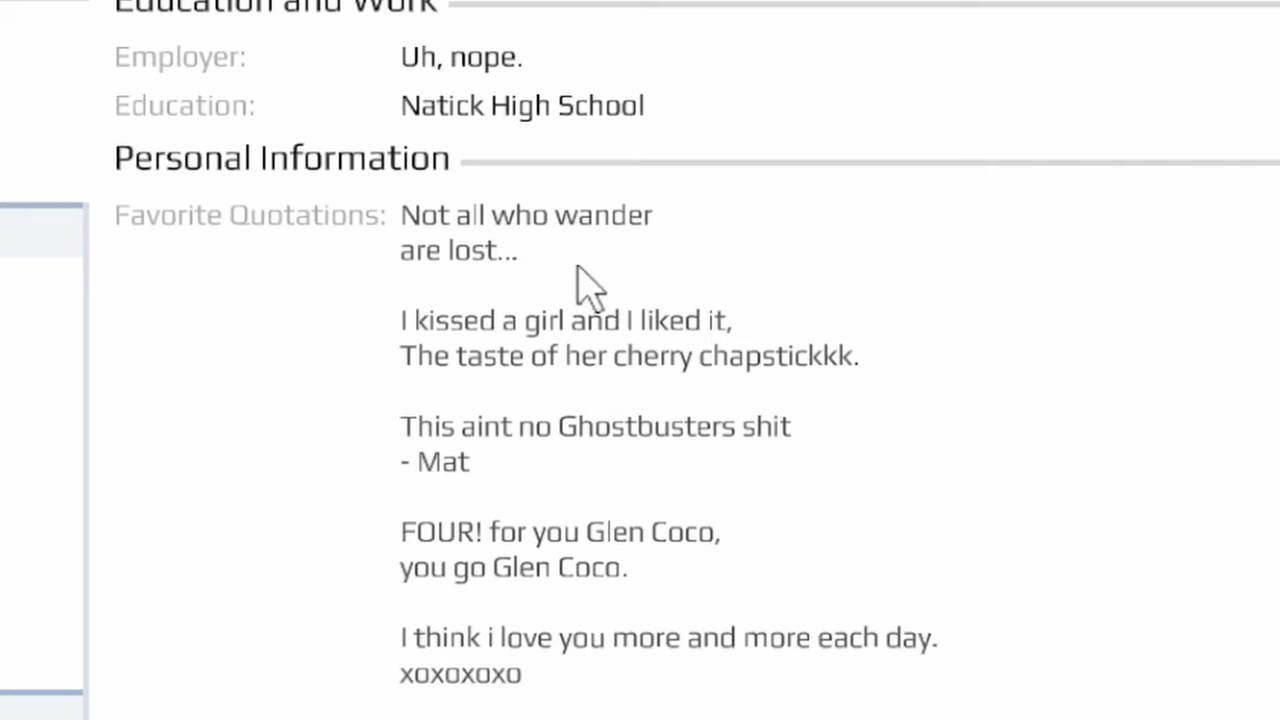 Education and Work
Employer: Uh, nope.
Education: Natick High School
Personal Information
Favorite Quotations: Not all who wander
are lost...
I kissed a girl and I liked it,
The taste of her cherry chapstickkk.
This aint no Ghostbusters shit
- Mat
FOUR! for you Glen Coco,
you go Glen Coco.
I think i love you more and more each day.
xoxoxoxo